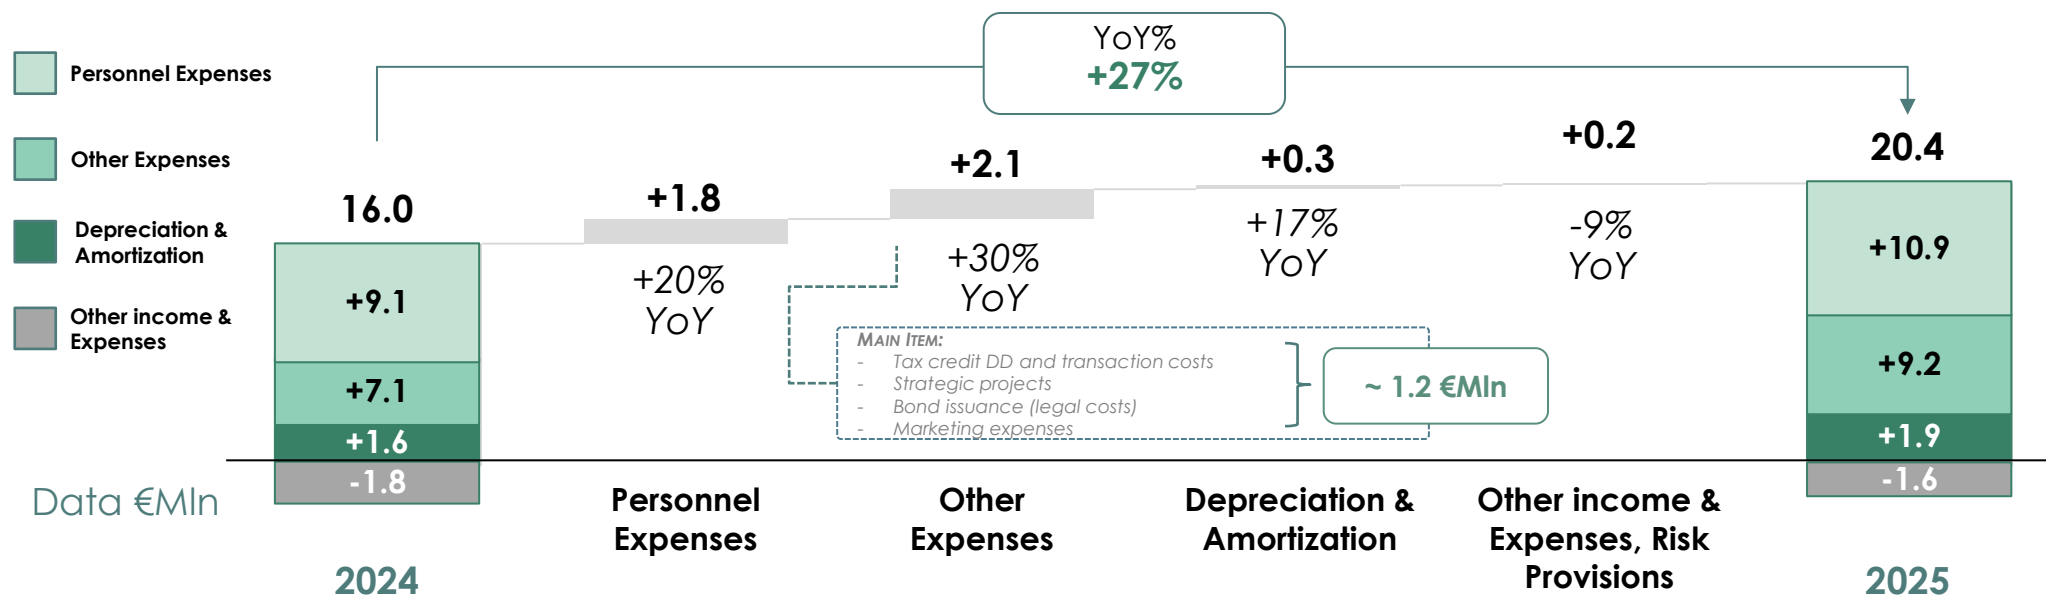 YoY%
+27%
Personnel Expenses
Other Expenses
Depreciation &
Amortization
Other income &
Expenses
16.0
+1.8
+2.1
+0.3
+0.2
20.4
+20%
YoY
+30%
YoY
+17%
YoY
-9%
YoY
+9.1
+7.1
+1.6
-1.8
+10.9
+9.2
+1.9
-1.6
MAIN ITEM:
- Tax credit DD and transaction costs
- Strategic projects
- Bond issuance (legal costs)
- Marketing expenses
~ 1.2 €Mln
Data €Mln
Personnel
Expenses
Other
Expenses
Depreciation &
Amortization
Other income &
Expenses, Risk
Provisions
2024
2025